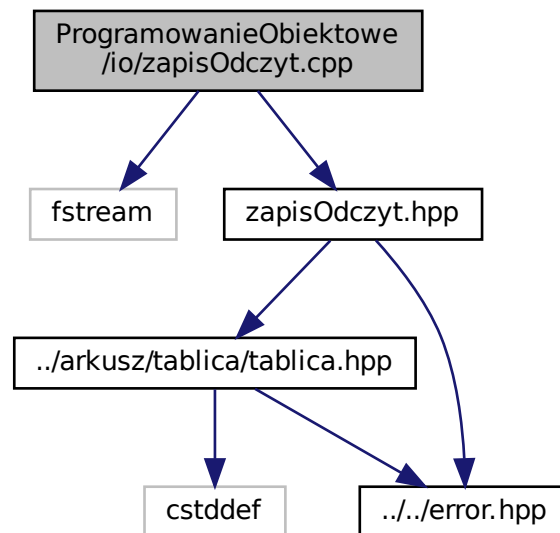 ProgramowanieObiektowe
/io/zapisOdczyt.cpp
fstream
zapisOdczyt.hpp
../arkusz/tablica/tablica.hpp
cstddef
../../error.hpp